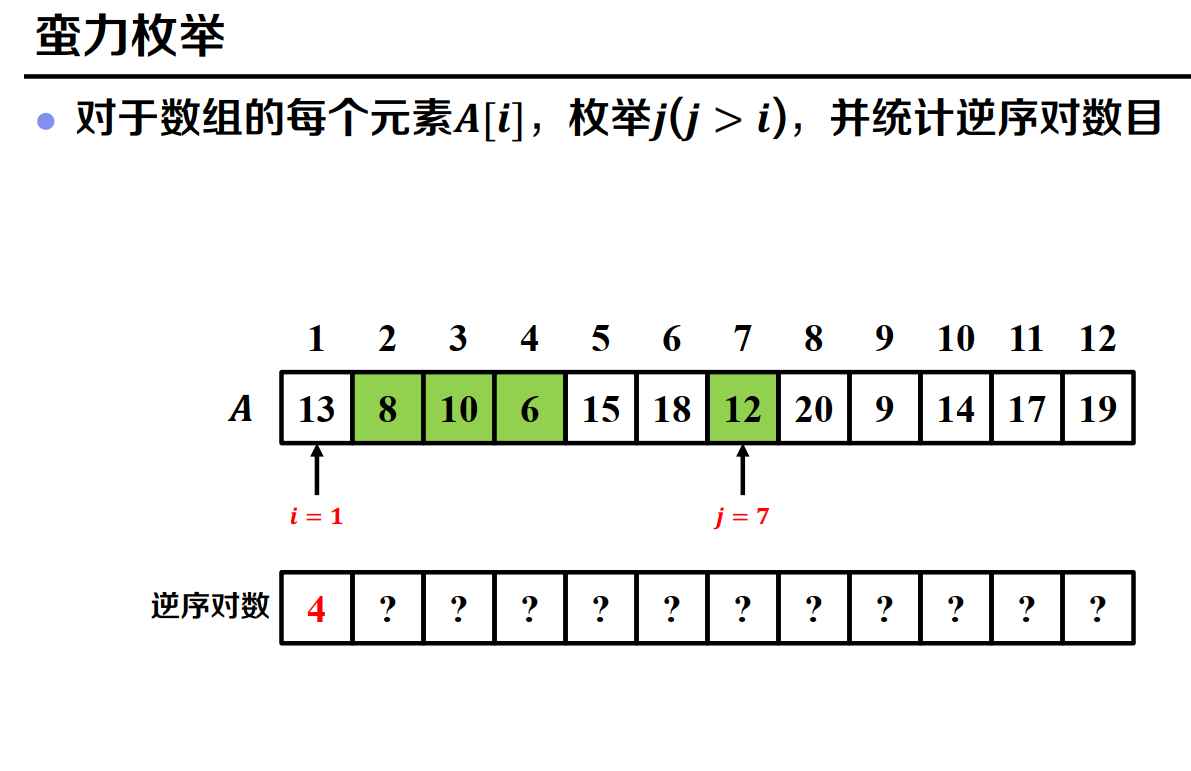 蛮力枚举
对于数组的每个元素A[i]，枚举j(j > i)，并统计逆序对数目
1 2 3 4 5 6 7 8 9 10 11 12
A 13 8 10 6 15 18 12 20 9 14 17 19
i = 1 j = 7
逆序对数 4 ? ? ? ? ? ? ? ? ? ? ?